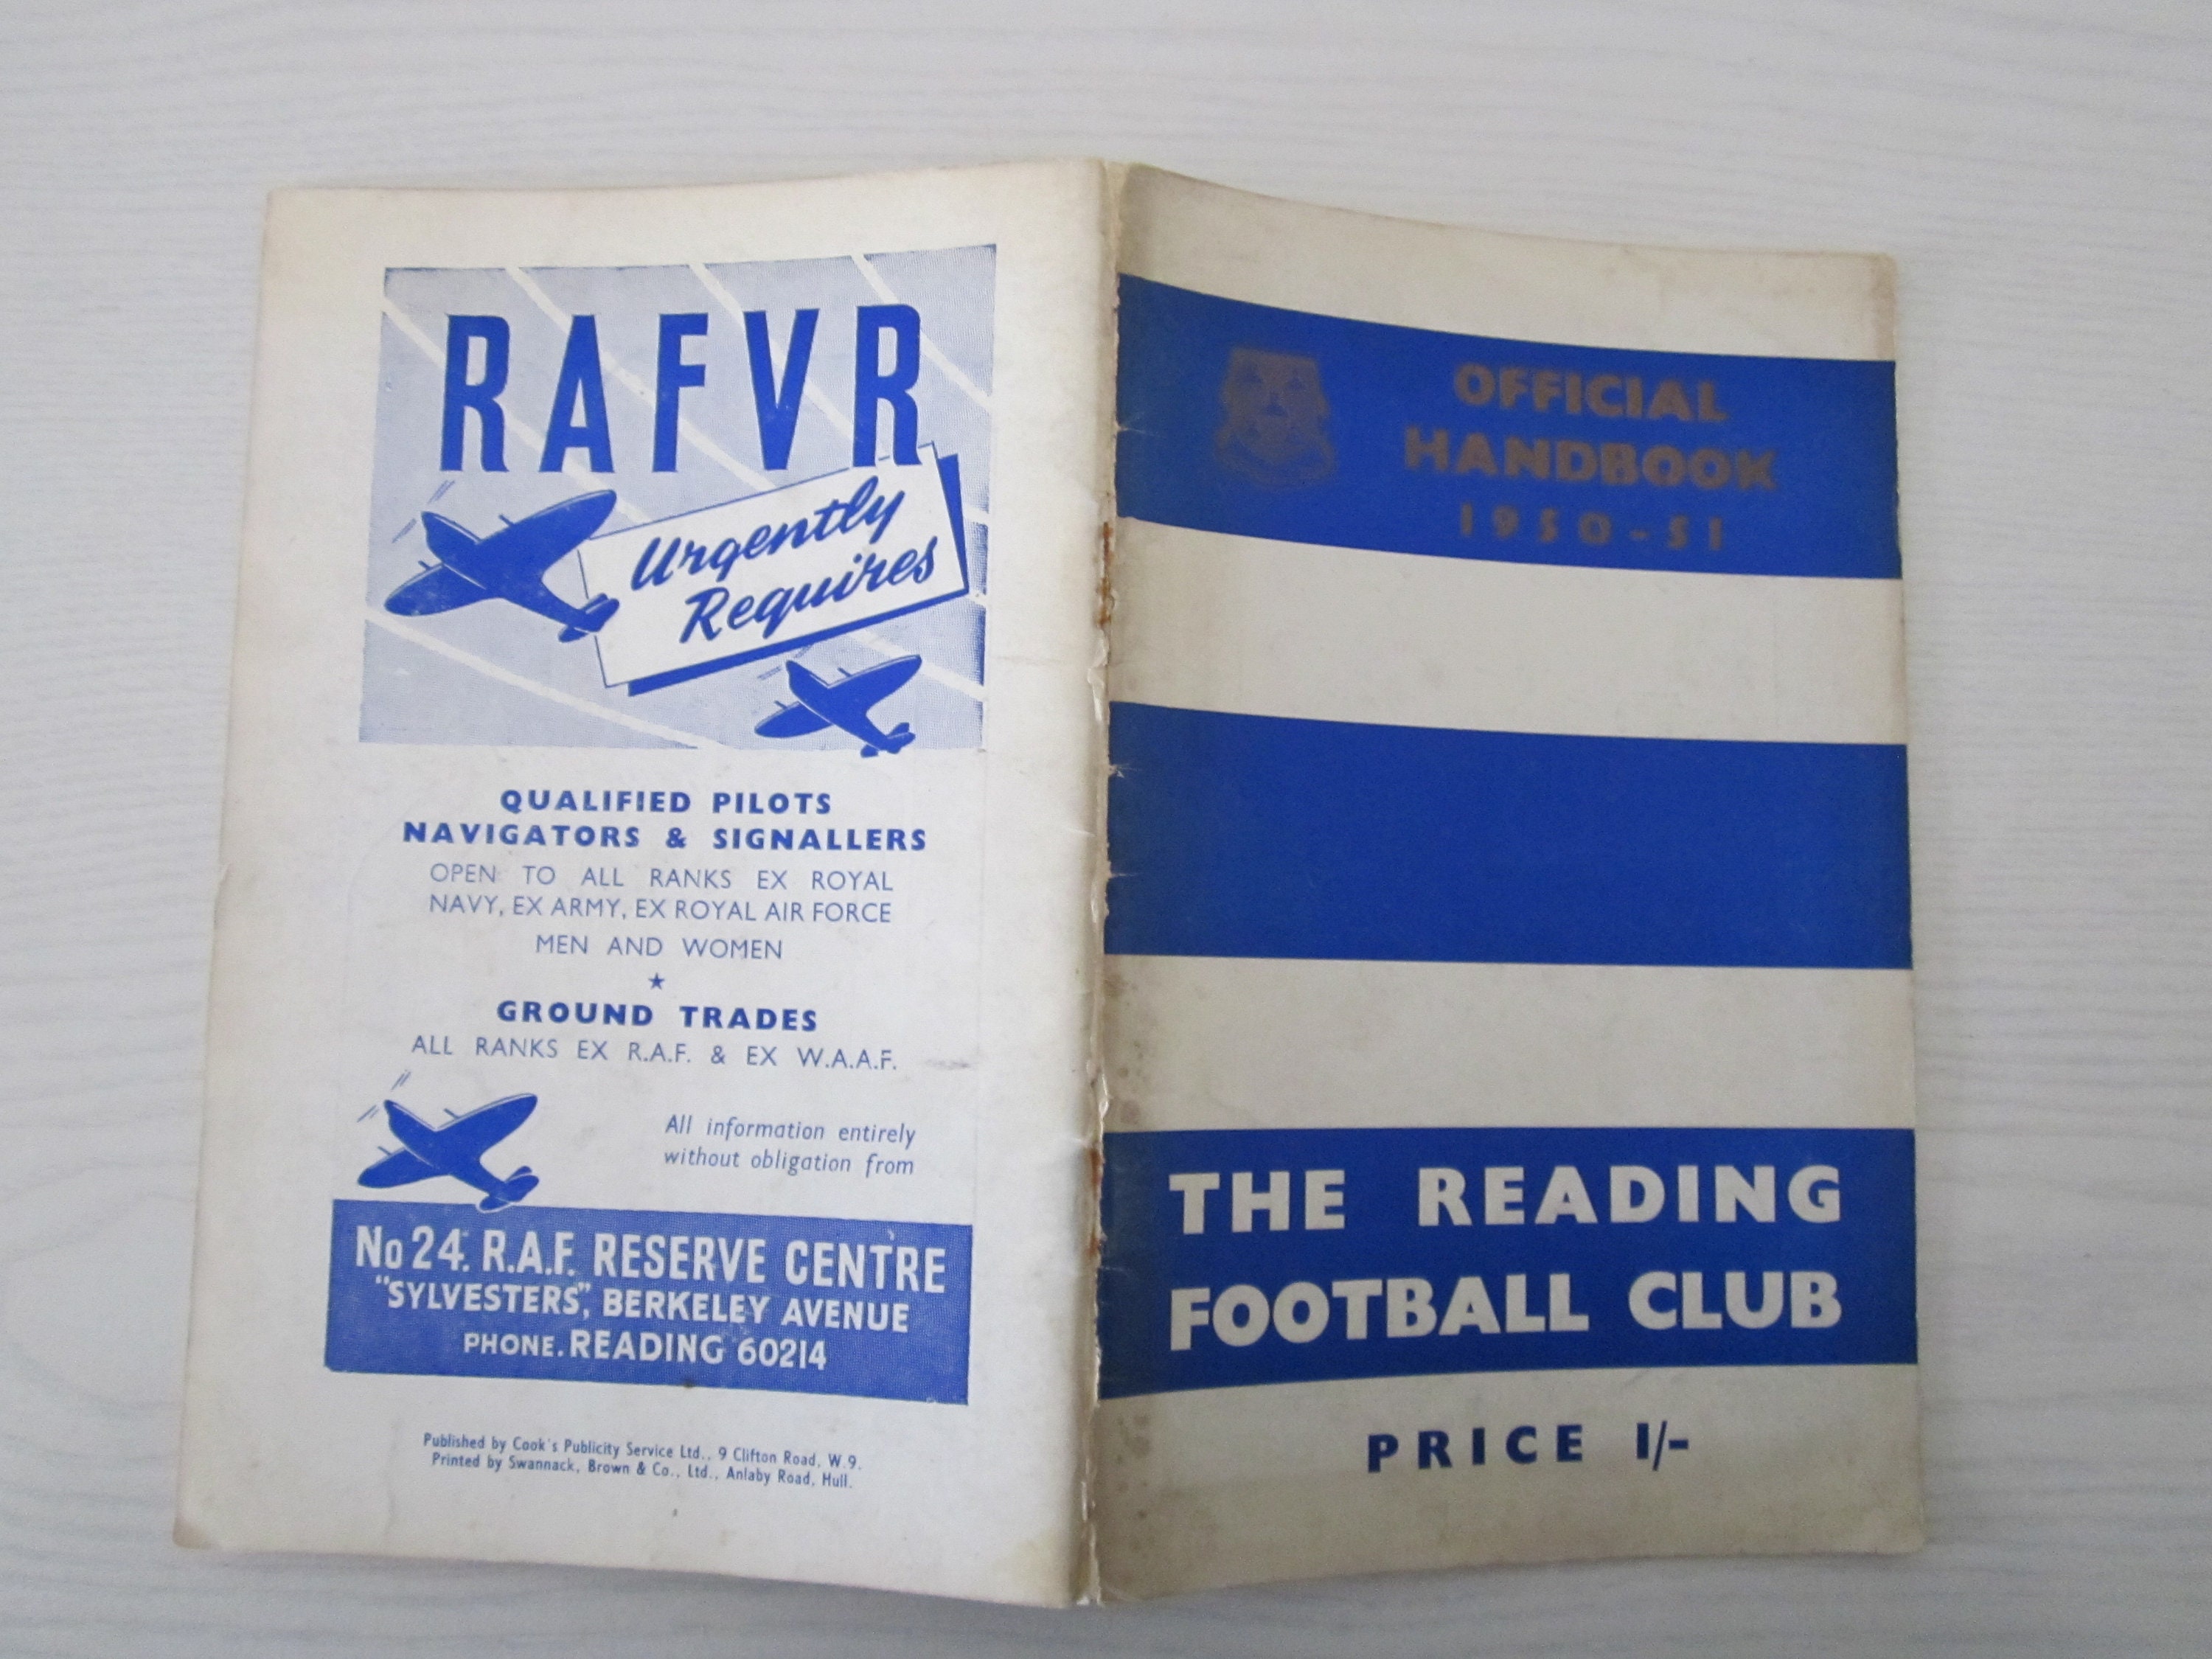 RAFVR
Urgently
Requires
QUALIFIED PILOTS
NAVIGATORS & SIGNALLERS
OPEN TO ALL RANKS EX ROYAL
NAVY, EX ARMY, EX ROYAL AIR FORCE
MEN AND WOMEN
★
GROUND TRADES
ALL RANKS EX R.A.F. & EX W.A.A.F.
All information entirely
without obligation from
No 24. R.A.F. RESERVE CENTRE
"SYLVESTERS", BERKELEY AVENUE
PHONE. READING 60214
Published by Cook's Publicity Service Ltd., 9 Clifton Road, W.9.
Printed by Swannack, Brown & Co., Ltd., Anlaby Road, Hull.
OFFICIAL
HANDBOOK
1950-51
THE READING
FOOTBALL CLUB
PRICE 1/-